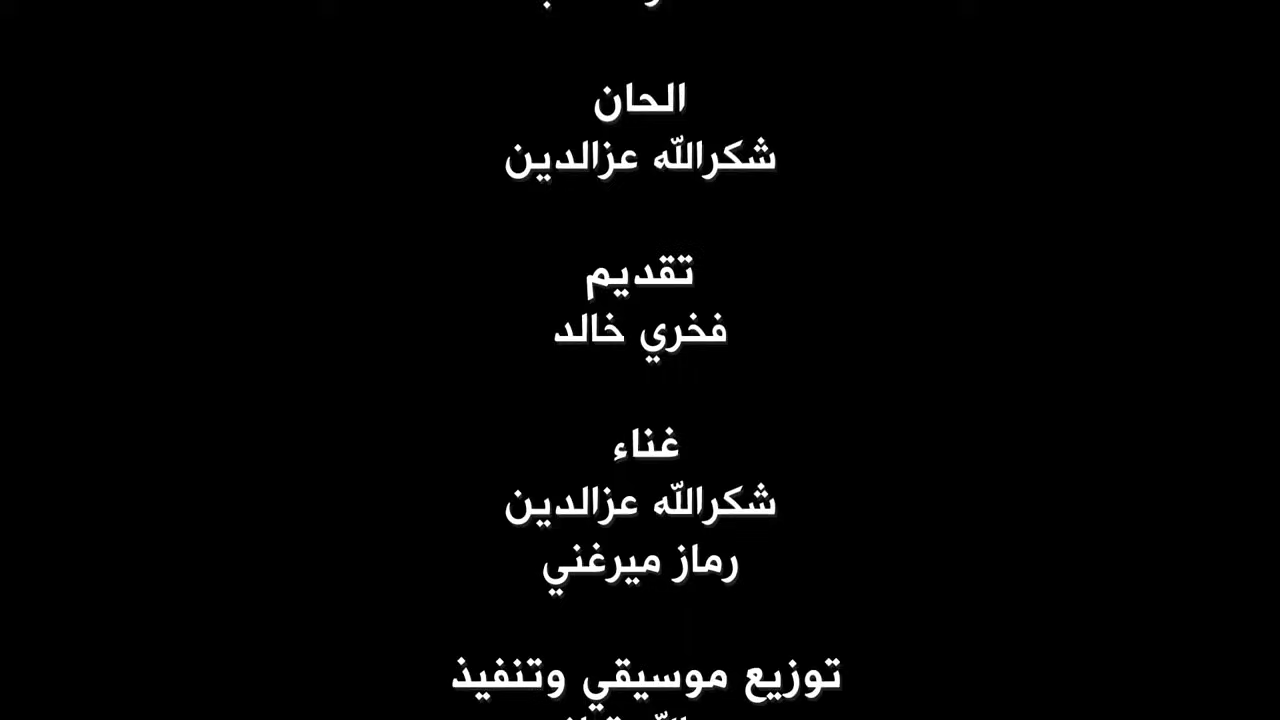 الحان
شكرالله عزالدين
تقديم
فخري خالد
غناء
شكرالله عزالدين
رماز ميرغني
توزيع موسيقي وتنفيذ